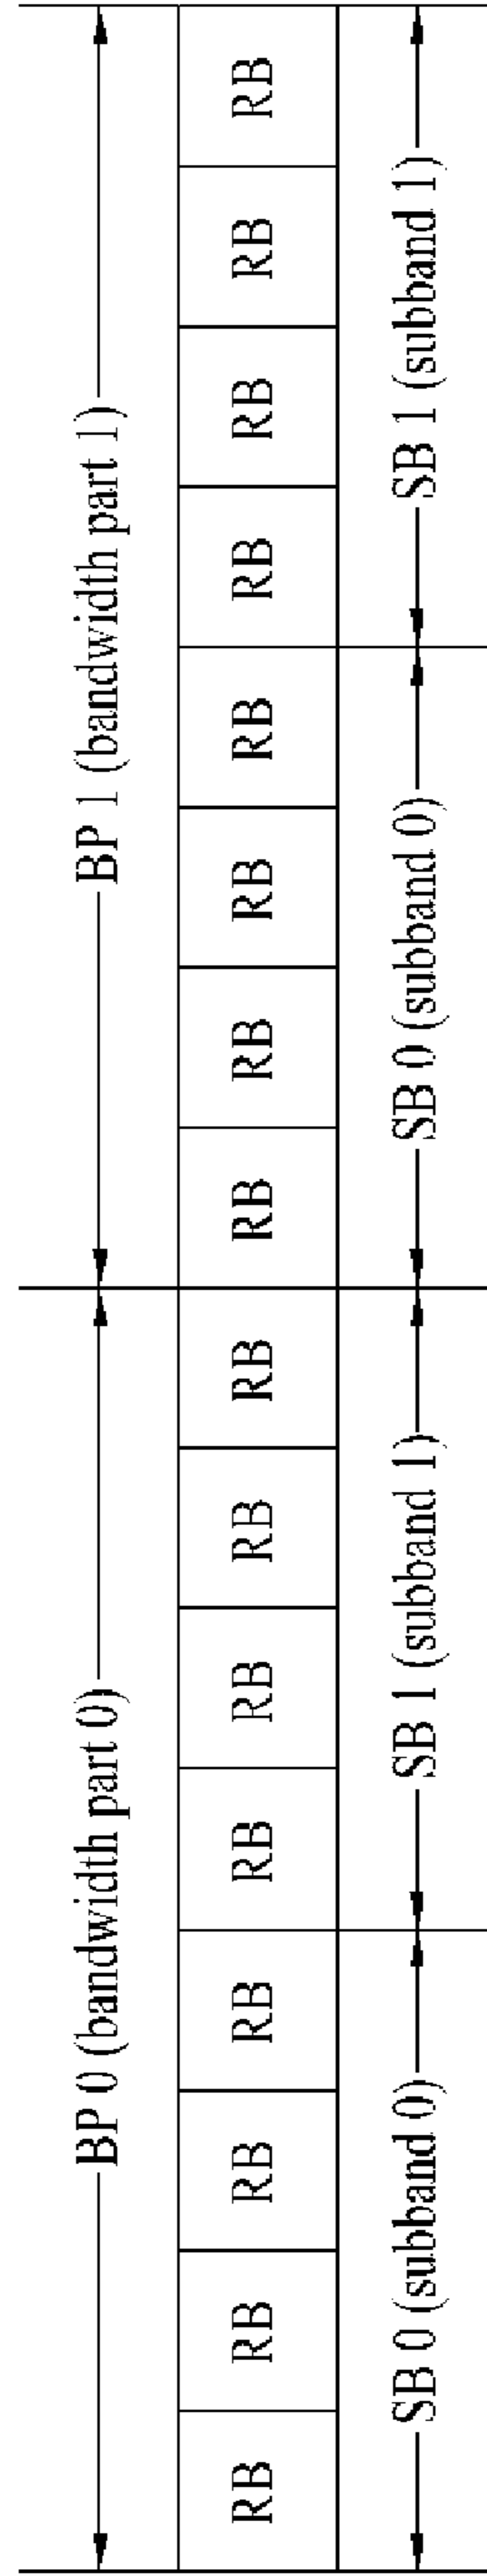 BP 0 (bandwidth part 0)
BP 1 (bandwidth part 1)
RB RB RB RB RB RB RB RB RB RB RB RB RB RB RB RB
SB 0 (subband 0)
SB 1 (subband 1)
SB 0 (subband 0)
SB 1 (subband 1)